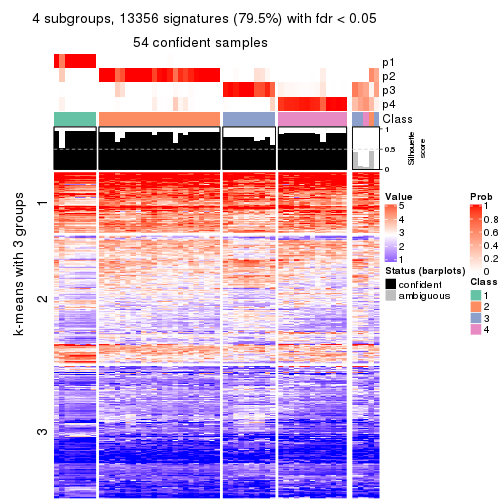 4 subgroups, 13356 signatures (79.5%) with fdr < 0.05
54 confident samples
p1
p2
p3
p4
Class
1
0.5
0
Silhouette
score
k-means with 3 groups
1
2
3
Value
5
4
3
2
1
Status (barplots)
confident
ambiguous
Prob
1
0.8
0.6
0.4
0.2
0
Class
1
2
3
4